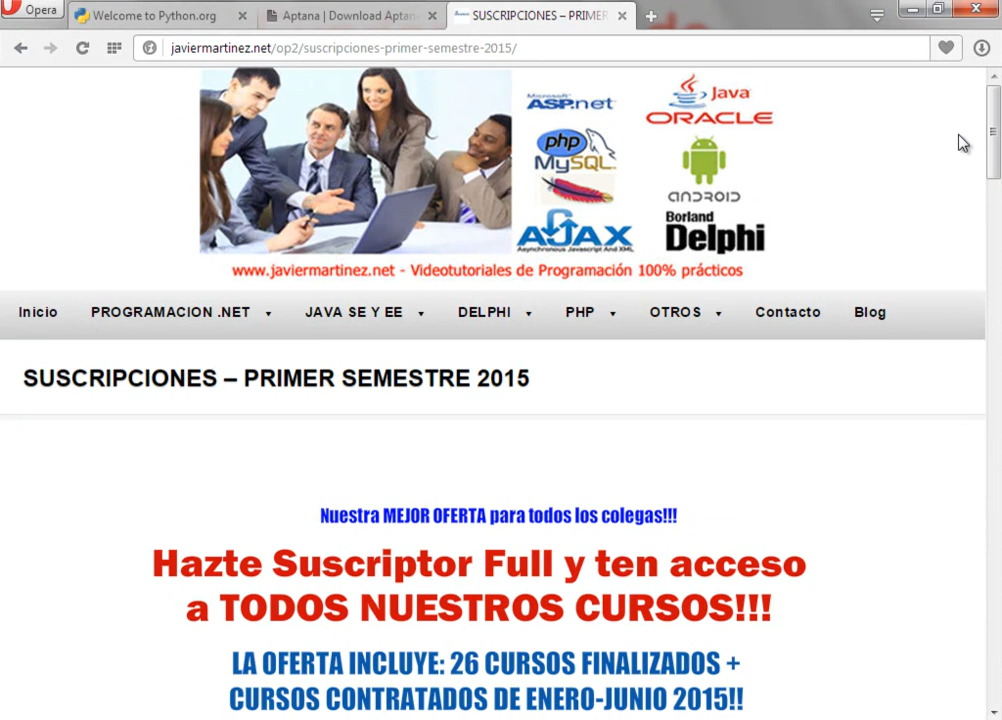 Opera
Welcome to Python.org
Aptana | Download Aptan
SUSCRIPCIONES – PRIMER
javiermartinez.net/op2/suscripciones-primer-semestre-2015/
Microsoft
ASP.net
Java
ORACLE
php
MySQL
ANDROID
AJAX
Asynchronous Javascript And XML
Borland
Delphi
www.javiermartinez.net - Videotutoriales de Programación 100% prácticos
Inicio PROGRAMACION .NET JAVA SE Y EE DELPHI PHP OTROS Contacto Blog
SUSCRIPCIONES – PRIMER SEMESTRE 2015
Nuestra MEJOR OFERTA para todos los colegas!!!
Hazte Suscriptor Full y ten acceso
a TODOS NUESTROS CURSOS!!!
LA OFERTA INCLUYE: 26 CURSOS FINALIZADOS +
CURSOS CONTRATADOS DE ENERO-JUNIO 2015!!